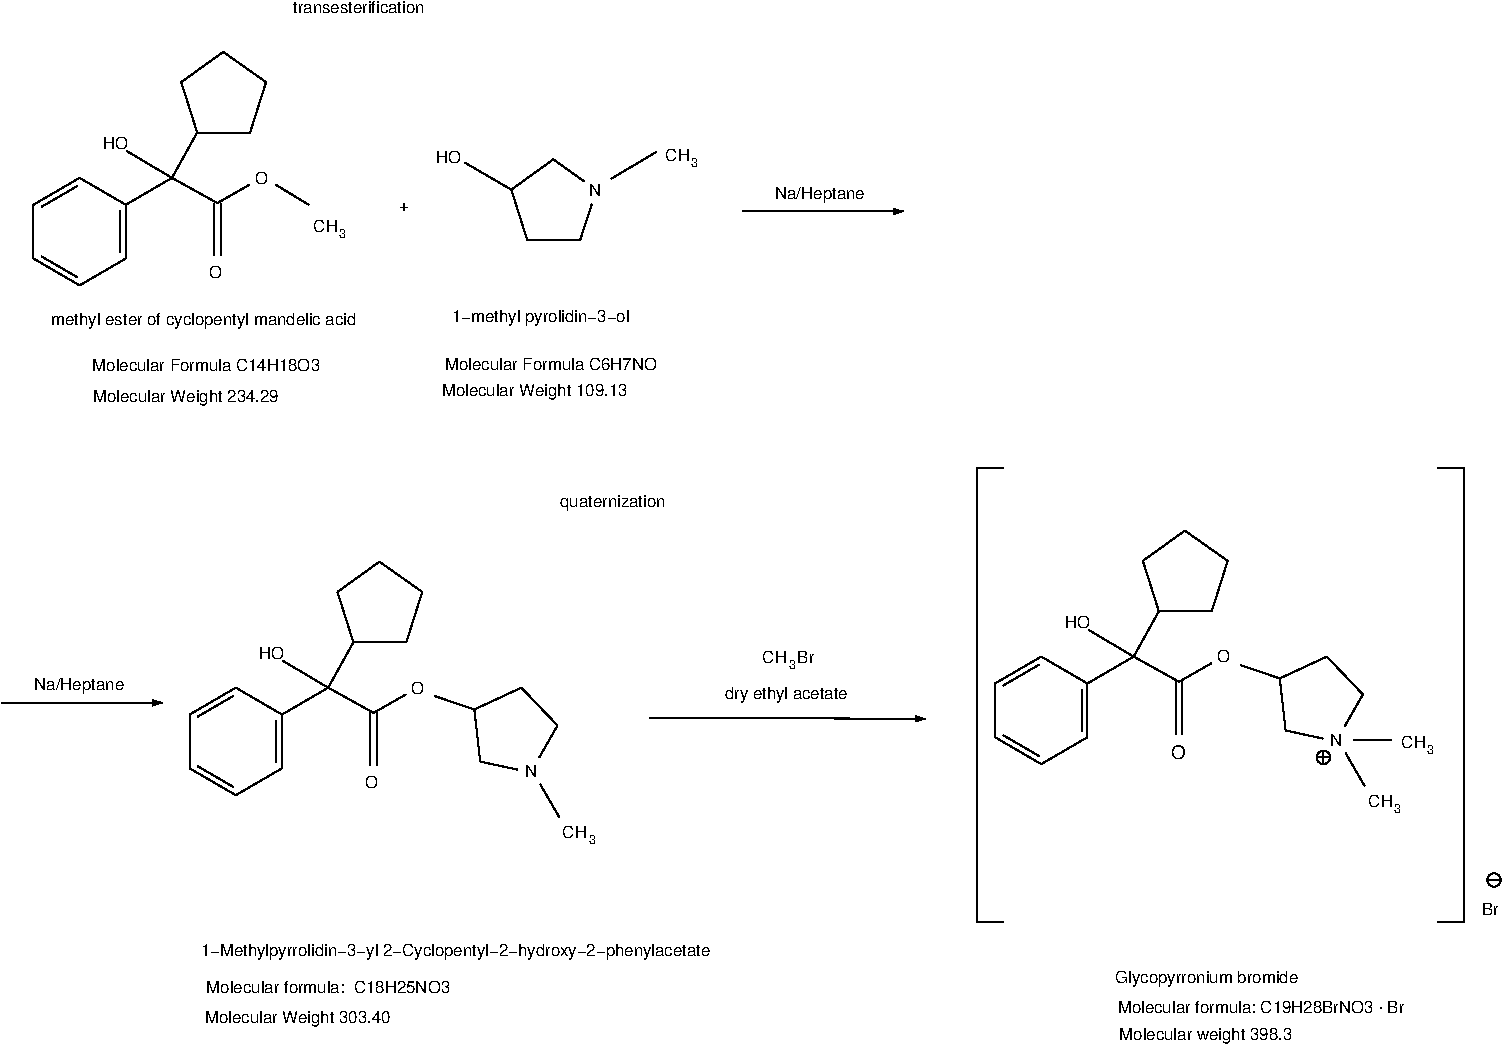 transesterification
HO
O
CH3
O
+
HO
N
CH3
Na/Heptane
methyl ester of cyclopentyl mandelic acid
Molecular Formula C14H18O3
Molecular Weight 234.29
1−methyl pyrolidin−3−ol
Molecular Formula C6H7NO
Molecular Weight 109.13
quaternization
Na/Heptane
HO
O
O
N
CH3
CH3Br
dry ethyl acetate
HO
O
O
N
⊕
CH3
CH3
⊖
Br
1−Methylpyrrolidin−3−yl 2−Cyclopentyl−2−hydroxy−2−phenylacetate
Molecular formula: C18H25NO3
Molecular Weight 303.40
Glycopyrronium bromide
Molecular formula: C19H28BrNO3 · Br
Molecular weight 398.3